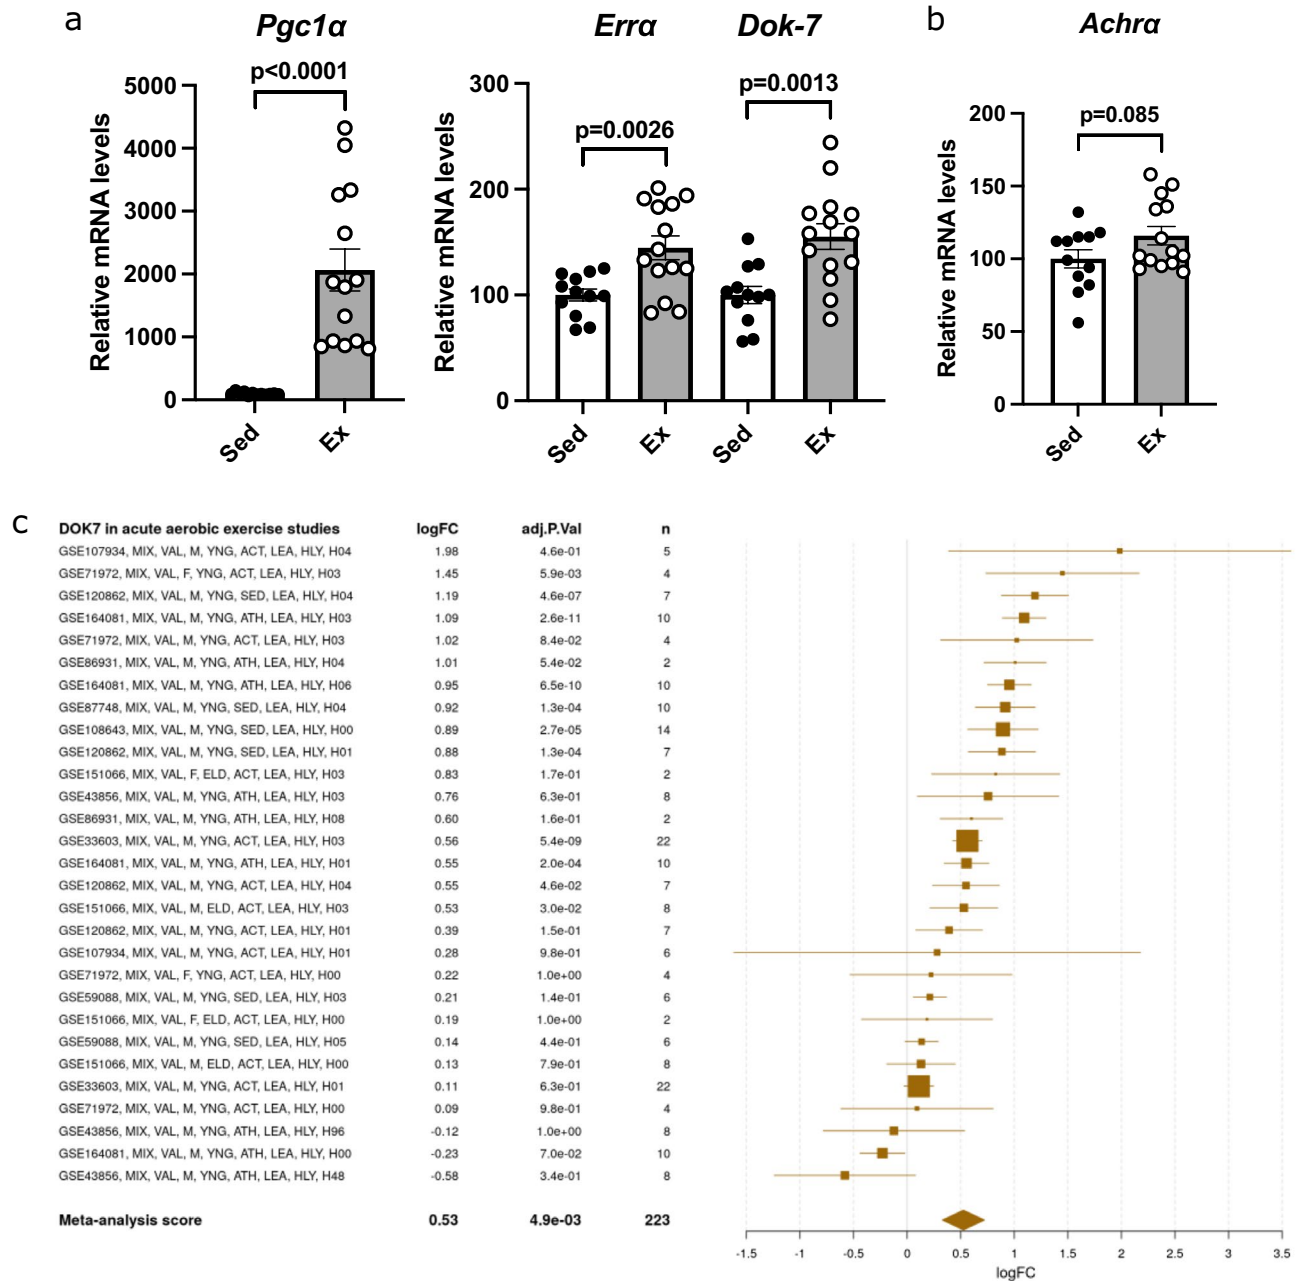 a
Pgc1α
Relative mRNA levels
5000
4000
3000
2000
1000
0
p<0.0001
Sed
Ex
Errα
Dok-7
Relative mRNA levels
300
200
100
0
p=0.0026
p=0.0013
Sed
Ex
Sed
Ex
b
Achrα
Relative mRNA levels
200
150
100
50
0
p=0.085
Sed
Ex
c
DOK7 in acute aerobic exercise studies logFC adj.P.Val n
GSE107934, MIX, VAL, M, YNG, ACT, LEA, HLY, H04 1.98 4.6e-01 5
GSE71972, MIX, VAL, F, YNG, ACT, LEA, HLY, H03 1.45 5.9e-03 4
GSE120862, MIX, VAL, M, YNG, SED, LEA, HLY, H04 1.19 4.6e-07 7
GSE164081, MIX, VAL, M, YNG, ATH, LEA, HLY, H03 1.09 2.6e-11 10
GSE71972, MIX, VAL, M, YNG, ACT, LEA, HLY, H03 1.02 8.4e-02 4
GSE86931, MIX, VAL, M, YNG, ATH, LEA, HLY, H04 1.01 5.4e-02 2
GSE164081, MIX, VAL, M, YNG, ATH, LEA, HLY, H06 0.95 6.5e-10 10
GSE87748, MIX, VAL, M, YNG, SED, LEA, HLY, H04 0.92 1.3e-04 10
GSE108643, MIX, VAL, M, YNG, SED, LEA, HLY, H00 0.89 2.7e-05 14
GSE120862, MIX, VAL, M, YNG, SED, LEA, HLY, H01 0.88 1.3e-04 7
GSE151066, MIX, VAL, F, ELD, ACT, LEA, HLY, H03 0.83 1.7e-01 2
GSE43856, MIX, VAL, M, YNG, ATH, LEA, HLY, H03 0.76 6.3e-01 8
GSE86931, MIX, VAL, M, YNG, ATH, LEA, HLY, H08 0.60 1.6e-01 2
GSE33603, MIX, VAL, M, YNG, ACT, LEA, HLY, H03 0.56 5.4e-09 22
GSE164081, MIX, VAL, M, YNG, ATH, LEA, HLY, H01 0.55 2.0e-04 10
GSE120862, MIX, VAL, M, YNG, ACT, LEA, HLY, H04 0.55 4.6e-02 7
GSE151066, MIX, VAL, M, ELD, ACT, LEA, HLY, H03 0.53 3.0e-02 8
GSE120862, MIX, VAL, M, YNG, ACT, LEA, HLY, H01 0.39 1.5e-01 7
GSE107934, MIX, VAL, M, YNG, ACT, LEA, HLY, H01 0.28 9.8e-01 6
GSE71972, MIX, VAL, F, YNG, ACT, LEA, HLY, H00 0.22 1.0e+00 4
GSE59088, MIX, VAL, M, YNG, SED, LEA, HLY, H03 0.21 1.4e-01 6
GSE151066, MIX, VAL, F, ELD, ACT, LEA, HLY, H00 0.19 1.0e+00 2
GSE59088, MIX, VAL, M, YNG, SED, LEA, HLY, H05 0.14 4.4e-01 6
GSE151066, MIX, VAL, M, ELD, ACT, LEA, HLY, H00 0.13 7.9e-01 8
GSE33603, MIX, VAL, M, YNG, ACT, LEA, HLY, H01 0.11 6.3e-01 22
GSE71972, MIX, VAL, M, YNG, ACT, LEA, HLY, H00 0.09 9.8e-01 4
GSE43856, MIX, VAL, M, YNG, ATH, LEA, HLY, H96 -0.12 1.0e+00 8
GSE164081, MIX, VAL, M, YNG, ATH, LEA, HLY, H00 -0.23 7.0e-02 10
GSE43856, MIX, VAL, M, YNG, ATH, LEA, HLY, H48 -0.58 3.4e-01 8
Meta-analysis score 0.53 4.9e-03 223
-1.5 -1 -0.5 0 0.5 1 1.5 2 2.5 3 3.5
logFC